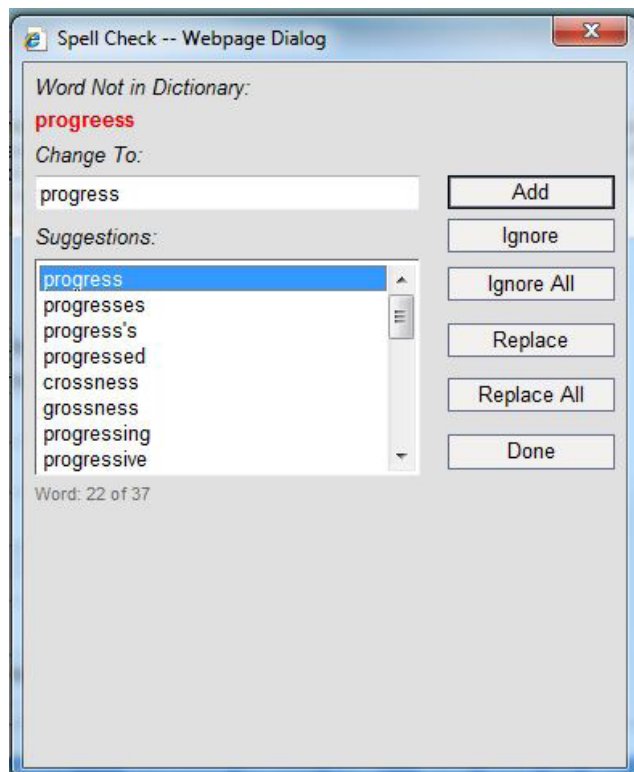 Spell Check -- Webpage Dialog
Word Not in Dictionary:
progreess
Change To:
progress
Add
Suggestions:
Ignore
progress
Ignore All
progresses
progress's
Replace
progressed
crossness
Replace All
grossness
progressing
Done
progressive
Word: 22 of 37